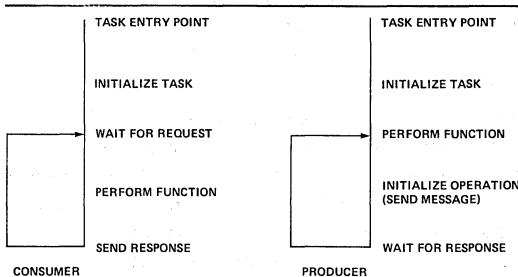 TASK ENTRY POINT
INITIALIZE TASK
WAIT FOR REQUEST
PERFORM FUNCTION
SEND RESPONSE
CONSUMER
TASK ENTRY POINT
INITIALIZE TASK
PERFORM FUNCTION
INITIALIZE OPERATION
(SEND MESSAGE)
WAIT FOR RESPONSE
PRODUCER